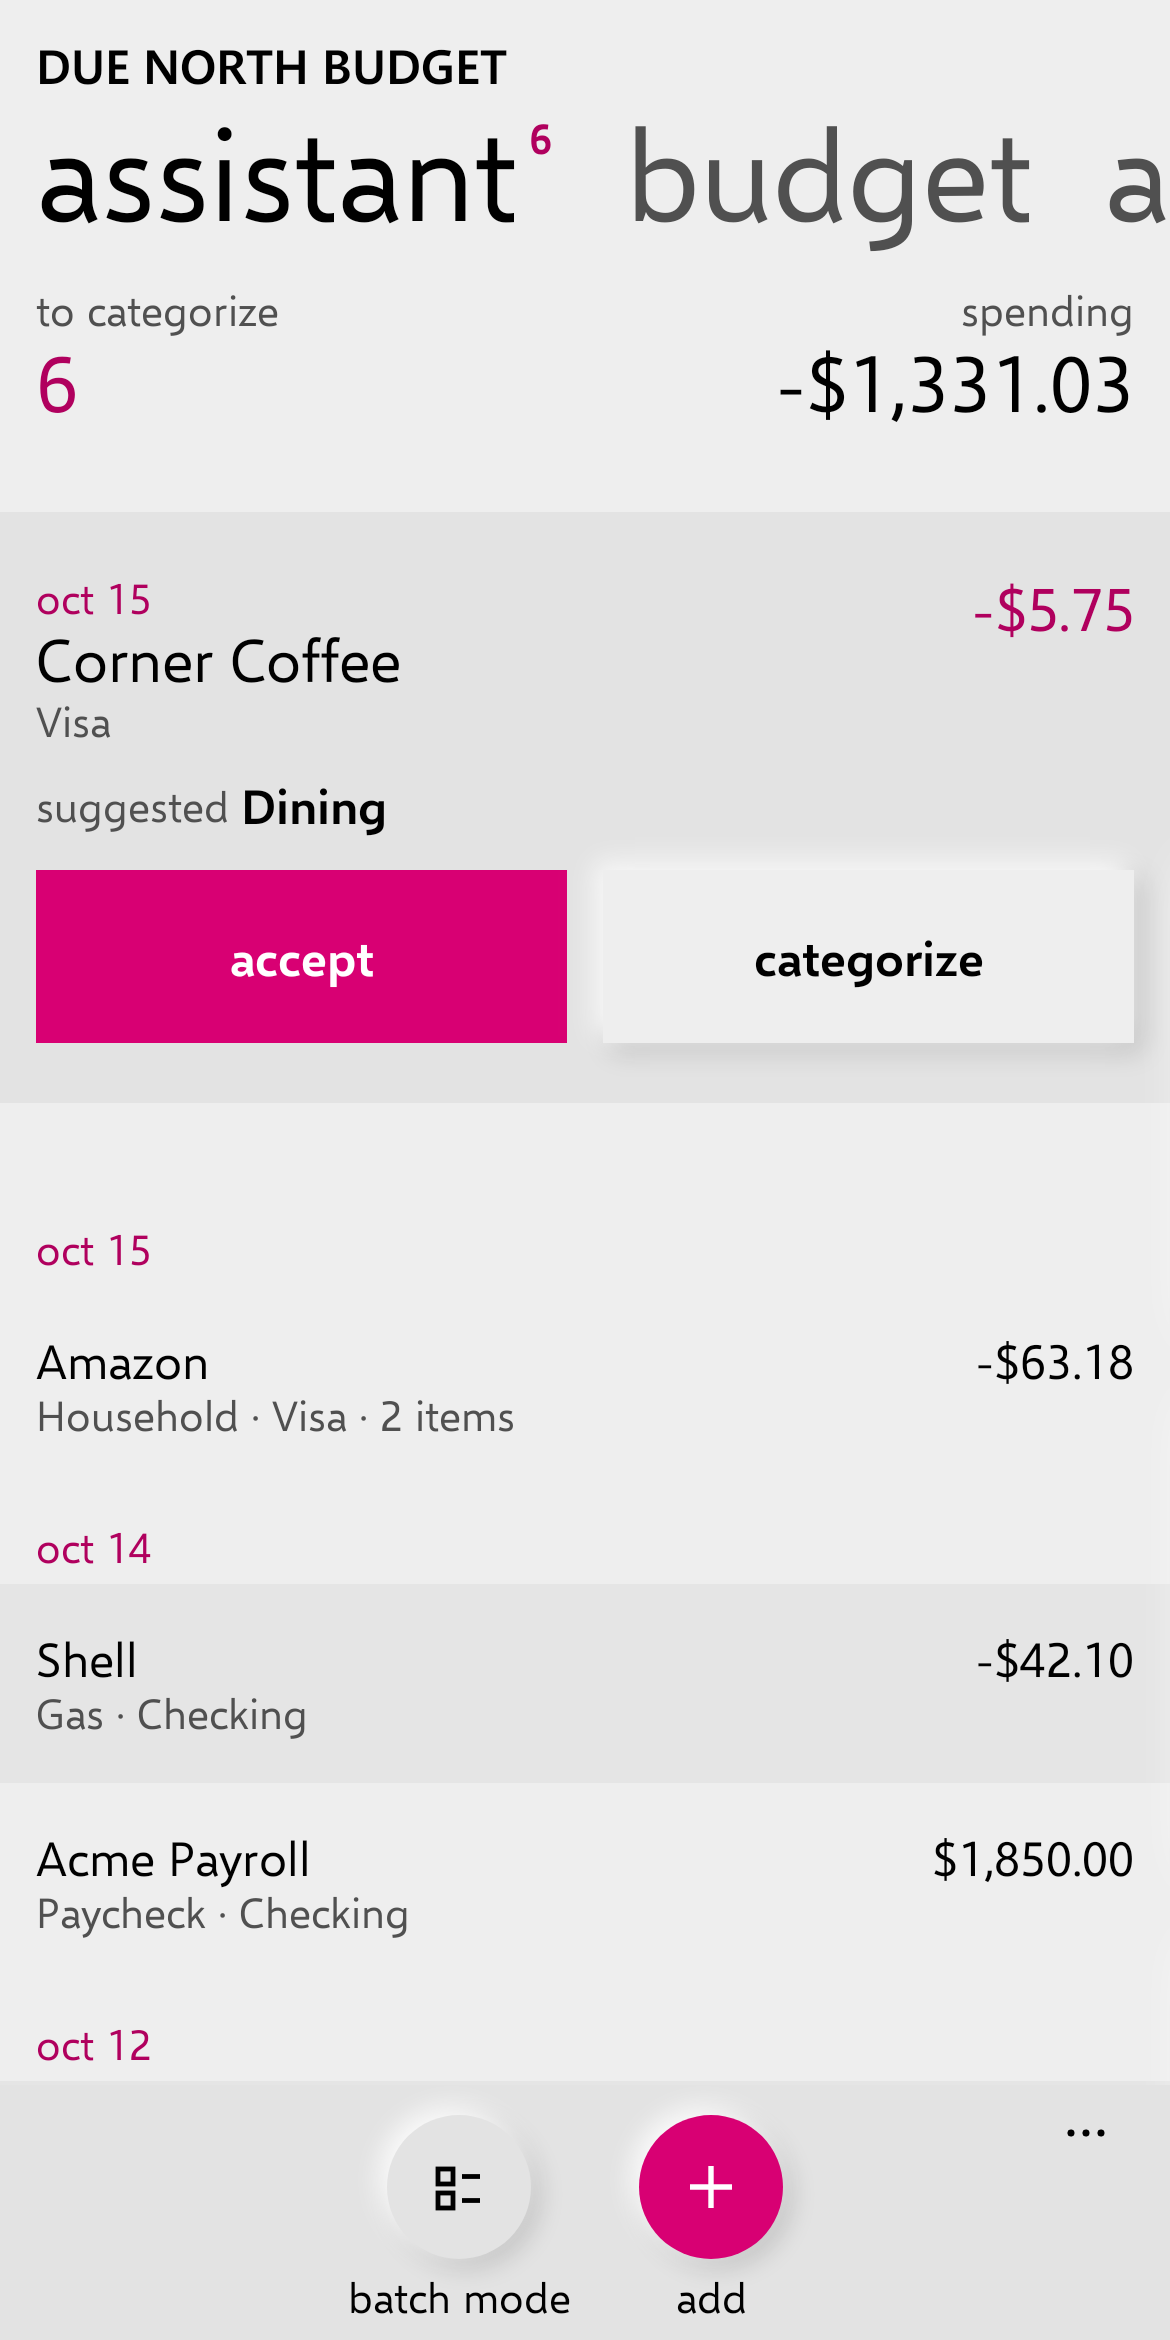 DUE NORTH BUDGET
assistant 6 budget a
to categorize spending
6 -$1,331.03
oct 15 -$5.75
Corner Coffee
Visa
suggested Dining
accept categorize
oct 15
Amazon -$63.18
Household · Visa · 2 items
oct 14
Shell -$42.10
Gas · Checking
Acme Payroll $1,850.00
Paycheck · Checking
oct 12
...
batch mode add